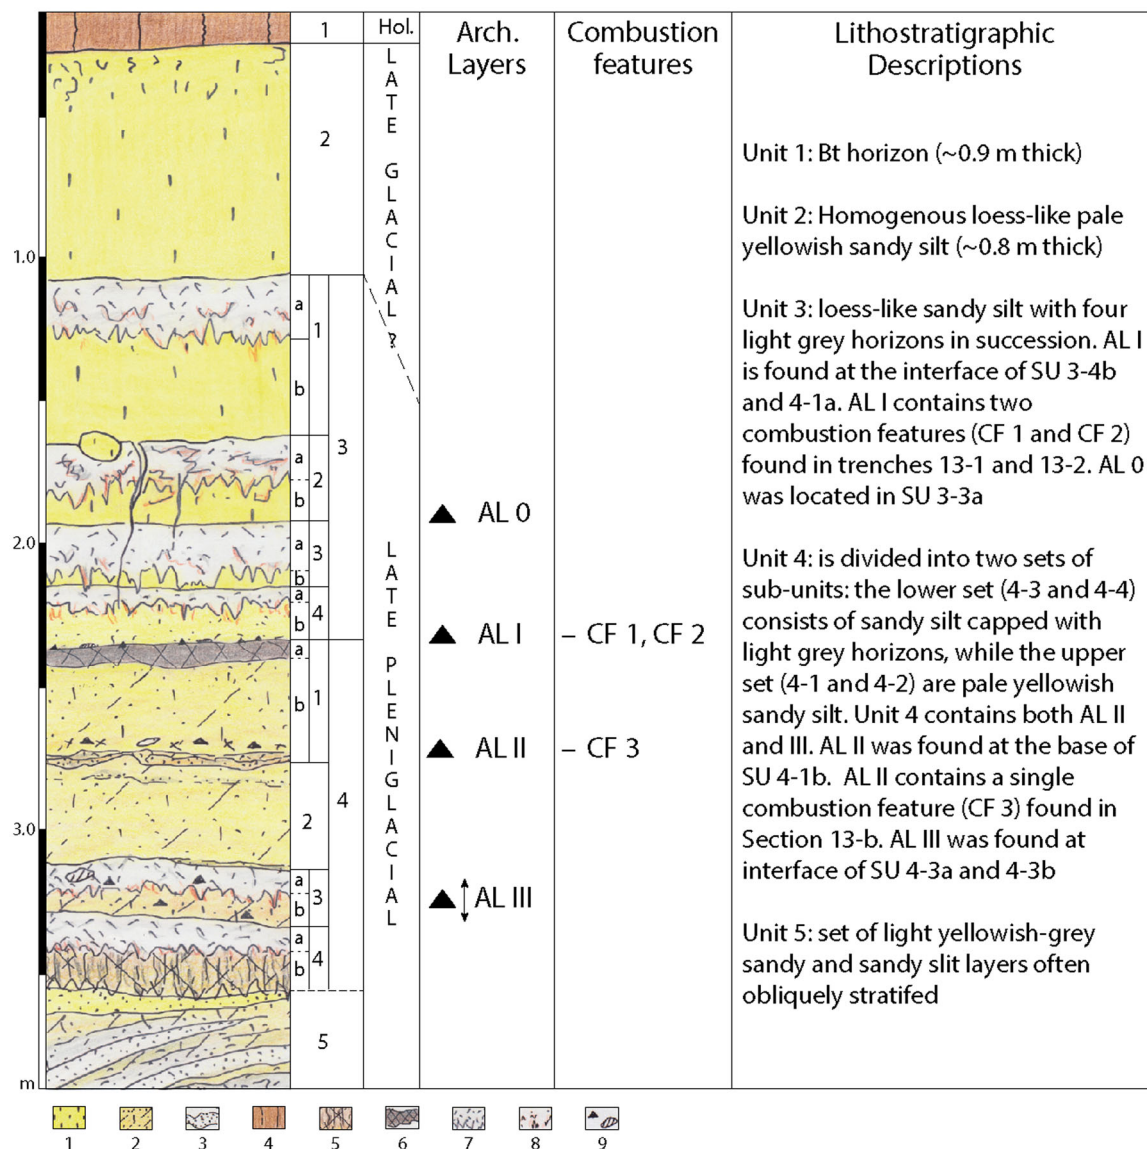 1
Hol.
Arch.
Layers
Combustion
features
Lithostratigraphic
Descriptions
LATE GLACIAL?
2
1.0
a
1
b
3
a
2
b
2.0
a
3
b
a
4
b
a
1
b
4
2
3.0
a
3
b
a
4
b
5
m
LATE PLENIGLACIAL
AL 0
AL I
– CF 1, CF 2
AL II
– CF 3
AL III
Unit 1: Bt horizon (~0.9 m thick)
Unit 2: Homogenous loess-like pale
yellowish sandy silt (~0.8 m thick)
Unit 3: loess-like sandy silt with four
light grey horizons in succession. AL I
is found at the interface of SU 3-4b
and 4-1a. AL I contains two
combustion features (CF 1 and CF 2)
found in trenches 13-1 and 13-2. AL 0
was located in SU 3-3a
Unit 4: is divided into two sets of
sub-units: the lower set (4-3 and 4-4)
consists of sandy silt capped with
light grey horizons, while the upper
set (4-1 and 4-2) are pale yellowish
sandy silt. Unit 4 contains both AL II
and III. AL II was found at the base of
SU 4-1b. AL II contains a single
combustion feature (CF 3) found in
Section 13-b. AL III was found at
interface of SU 4-3a and 4-3b
Unit 5: set of light yellowish-grey
sandy and sandy slit layers often
obliquely stratifed
1 2 3 4 5 6 7 8 9